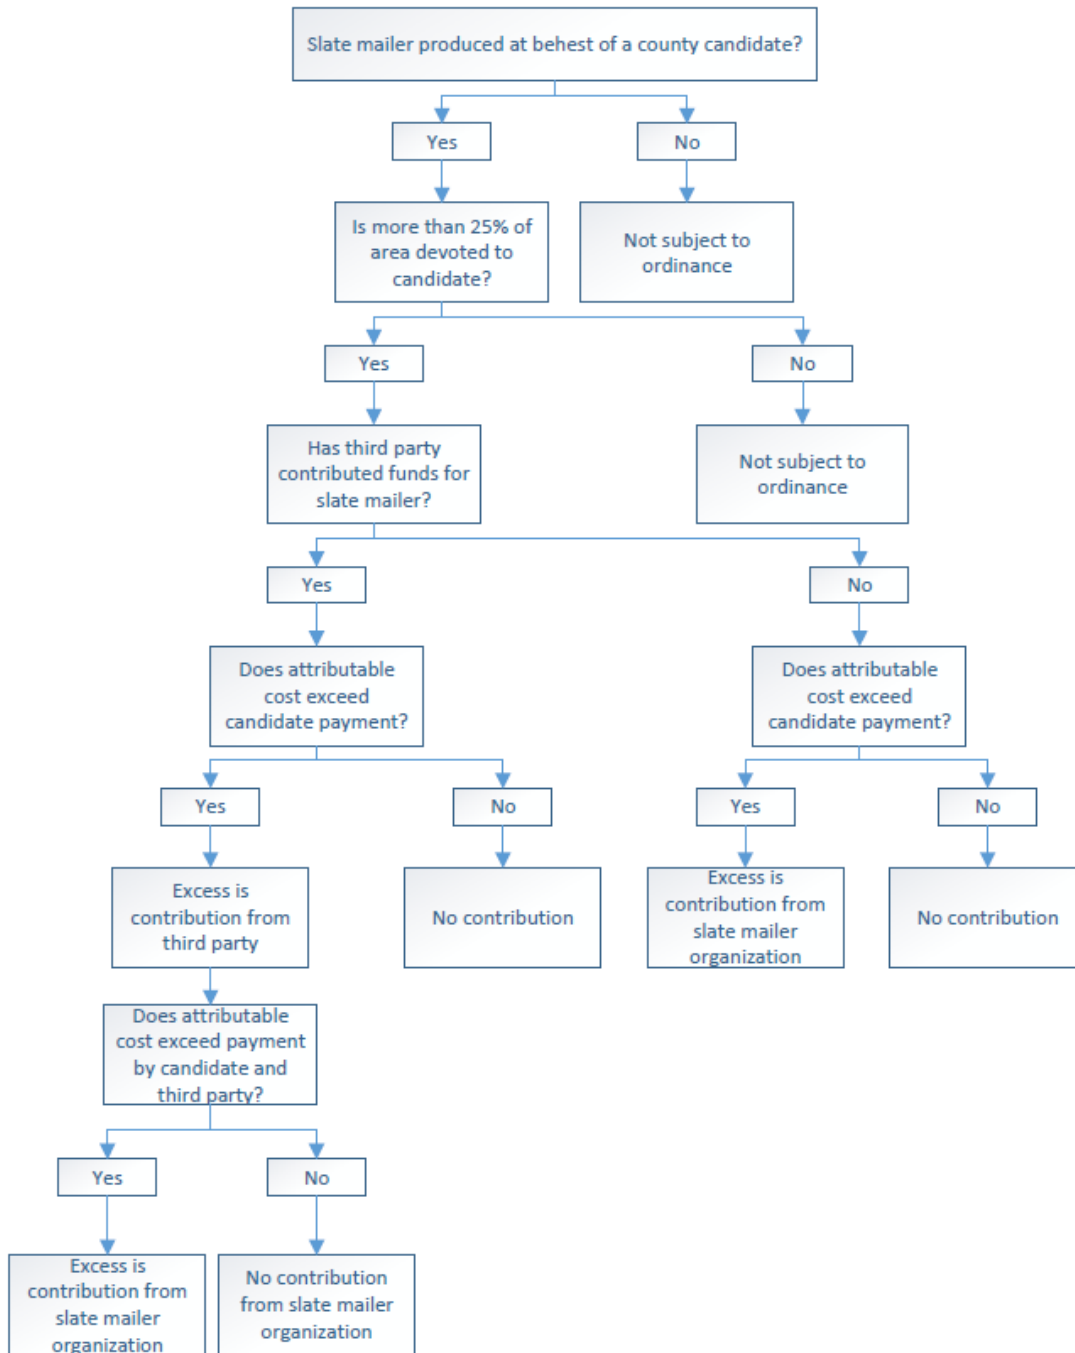 Slate mailer produced at behest of a county candidate?
Yes
No
Is more than 25% of
area devoted to
candidate?
Not subject to
ordinance
Yes
No
Has third party
contributed funds for
slate mailer?
Not subject to
ordinance
Yes
No
Does attributable
cost exceed
candidate payment?
Does attributable
cost exceed
candidate payment?
Yes
No
Yes
No
Excess is
contribution from
third party
No contribution
Excess is
contribution from
slate mailer
organization
No contribution
Does attributable
cost exceed payment
by candidate and
third party?
Yes
No
Excess is
contribution from
slate mailer
organization
No contribution
from slate mailer
organization